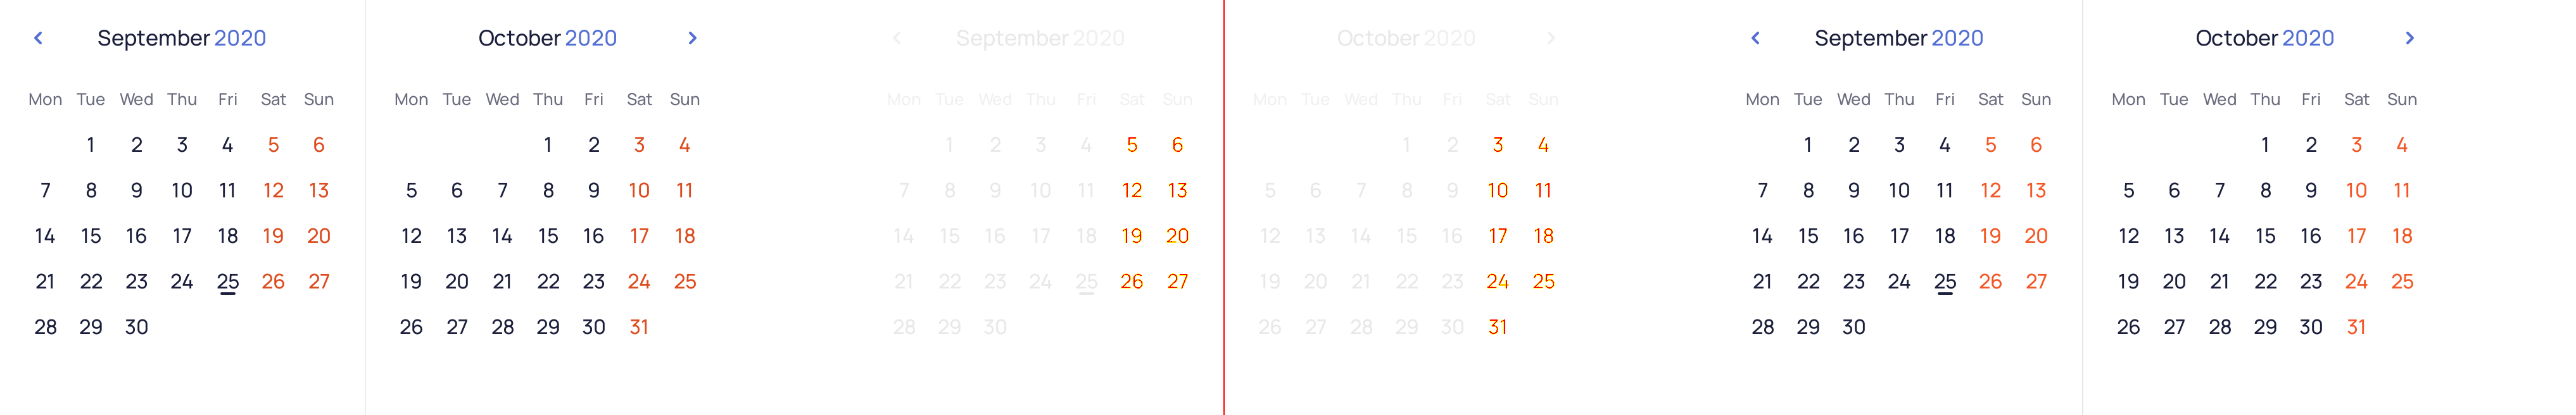 September 2020 October 2020 September 2020 October 2020 September 2020 October 2020
Mon Tue Wed Thu Fri Sat Sun Mon Tue Wed Thu Fri Sat Sun Mon Tue Wed Thu Fri Sat Sun Mon Tue Wed Thu Fri Sat Sun Mon Tue Wed Thu Fri Sat Sun Mon Tue Wed Thu Fri Sat Sun
1 2 3 4 5 6 1 2 3 4 1 2 3 4 5 6 1 2 3 4 1 2 3 4 5 6 1 2 3 4
7 8 9 10 11 12 13 5 6 7 8 9 10 11 7 8 9 10 11 12 13 5 6 7 8 9 10 11 7 8 9 10 11 12 13 5 6 7 8 9 10 11
14 15 16 17 18 19 20 12 13 14 15 16 17 18 14 15 16 17 18 19 20 12 13 14 15 16 17 18 14 15 16 17 18 19 20 12 13 14 15 16 17 18
21 22 23 24 25 26 27 19 20 21 22 23 24 25 21 22 23 24 25 26 27 19 20 21 22 23 24 25 21 22 23 24 25 26 27 19 20 21 22 23 24 25
28 29 30 26 27 28 29 30 31 28 29 30 26 27 28 29 30 31 28 29 30 26 27 28 29 30 31